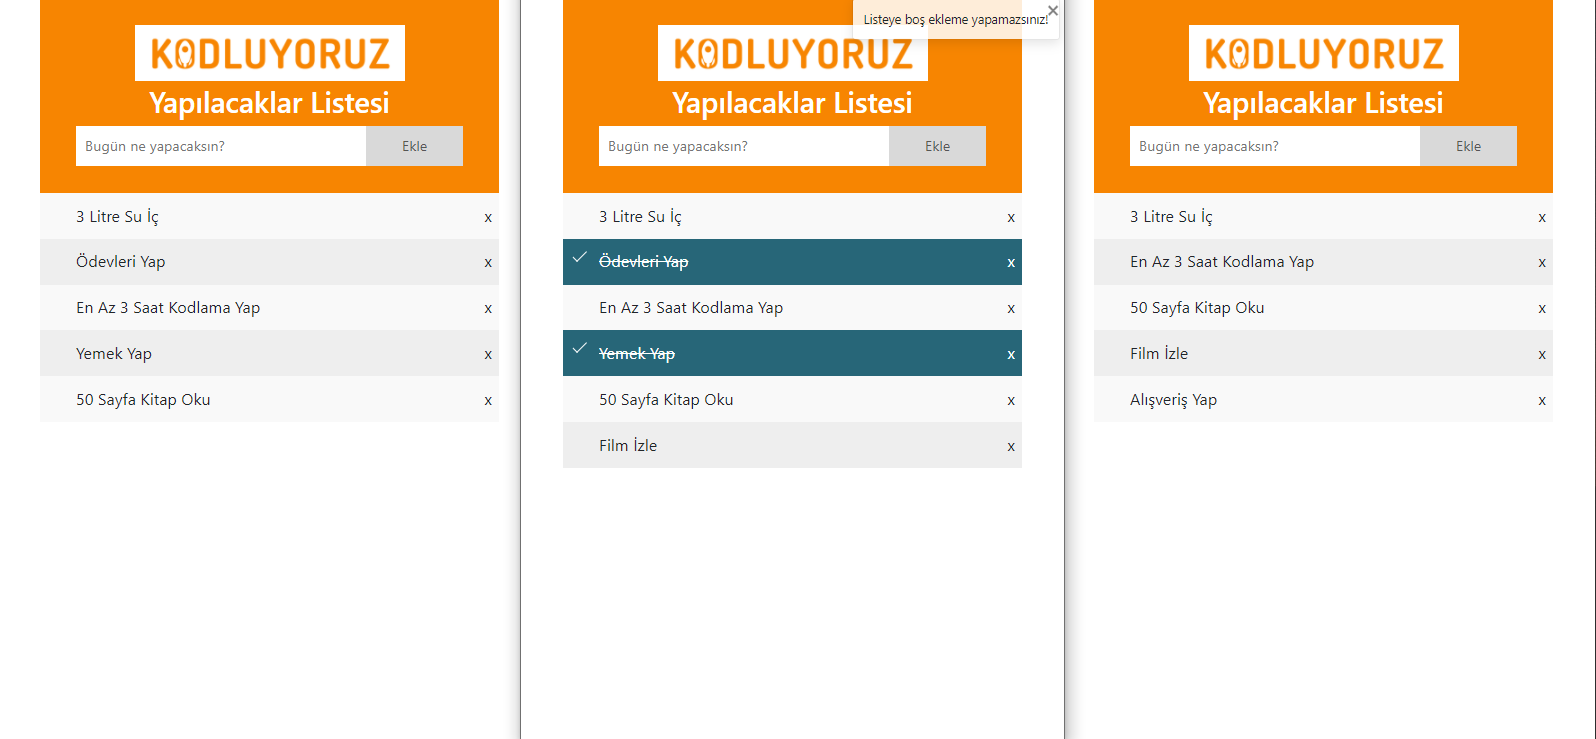 KODLUYORUZ
Yapılacaklar Listesi
Bugün ne yapacaksın?
Ekle
3 Litre Su İç x
Ödevleri Yap x
En Az 3 Saat Kodlama Yap x
Yemek Yap x
50 Sayfa Kitap Oku x
Listeye boş ekleme yapamazsınız! ×
KODLUYORUZ
Yapılacaklar Listesi
Bugün ne yapacaksın?
Ekle
3 Litre Su İç x
Ödevleri Yap x
En Az 3 Saat Kodlama Yap x
Yemek Yap x
50 Sayfa Kitap Oku x
Film İzle x
KODLUYORUZ
Yapılacaklar Listesi
Bugün ne yapacaksın?
Ekle
3 Litre Su İç x
En Az 3 Saat Kodlama Yap x
50 Sayfa Kitap Oku x
Film İzle x
Alışveriş Yap x